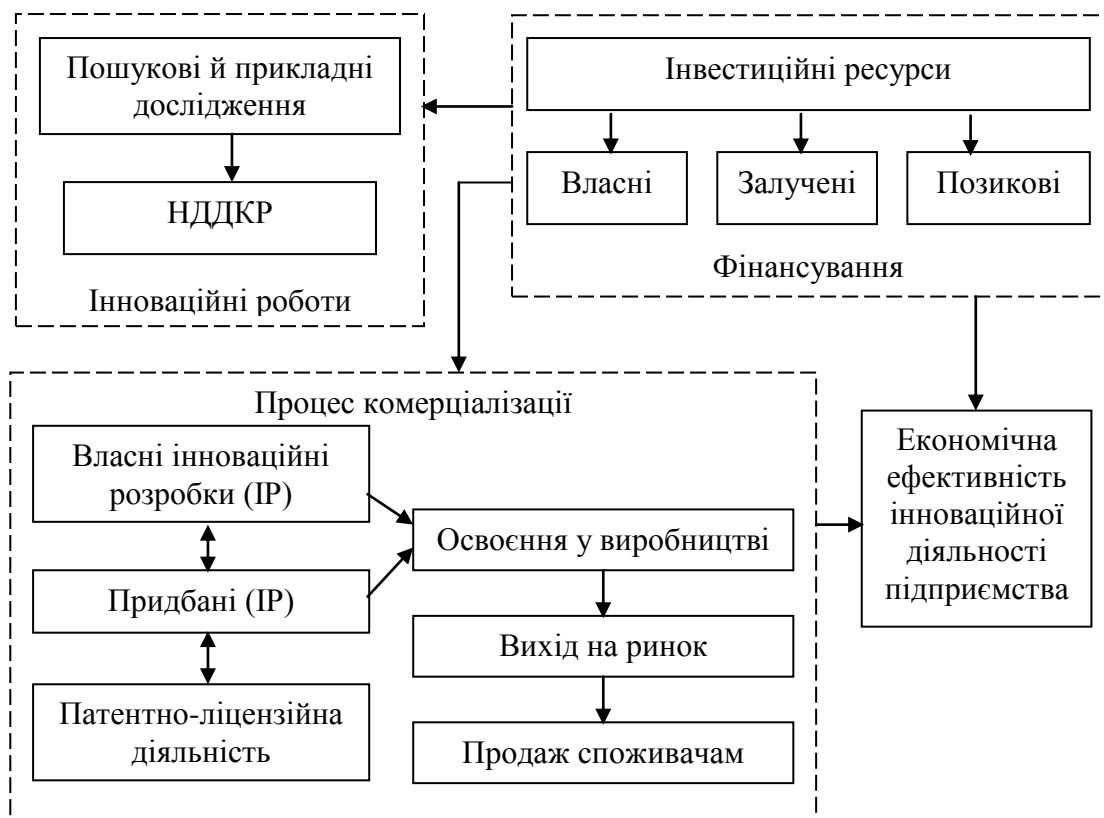 Пошукові й прикладні
дослідження
НДДКР
Інноваційні роботи
Інвестиційні ресурси
Власні
Залучені
Позикові
Фінансування
Процес комерціалізації
Власні інноваційні
розробки (ІР)
Придбані (ІР)
Патентно-ліцензійна
діяльність
Освоєння у виробництві
Вихід на ринок
Продаж споживачам
Економічна
ефективність
інноваційної
діяльності
підприємства